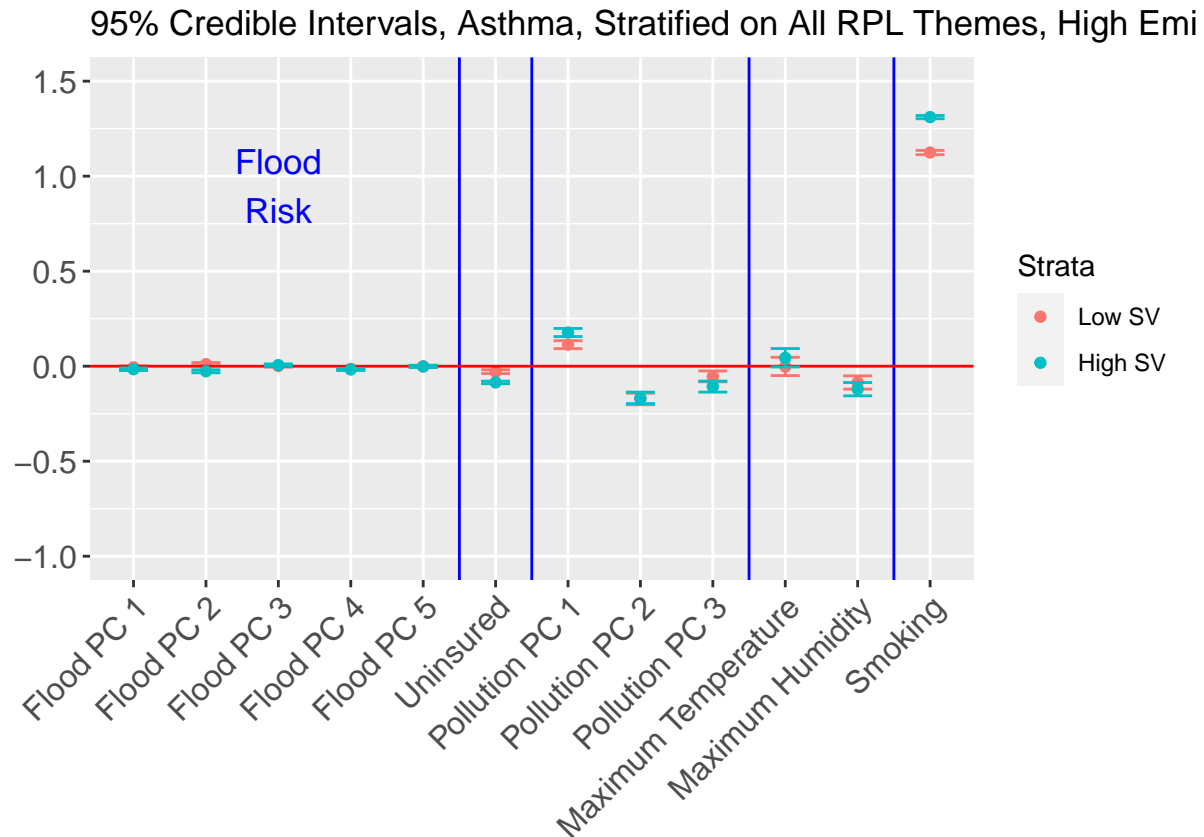 95% Credible Intervals, Asthma, Stratified on All RPL Themes, High Emi
1.5
1.0
0.5
0.0
−0.5
−1.0
Flood
Risk
Strata
Low SV
High SV
Flood PC 1
Flood PC 2
Flood PC 3
Flood PC 4
Flood PC 5
Uninsured
Pollution PC 1
Pollution PC 2
Pollution PC 3
Maximum Temperature
Maximum Humidity
Smoking